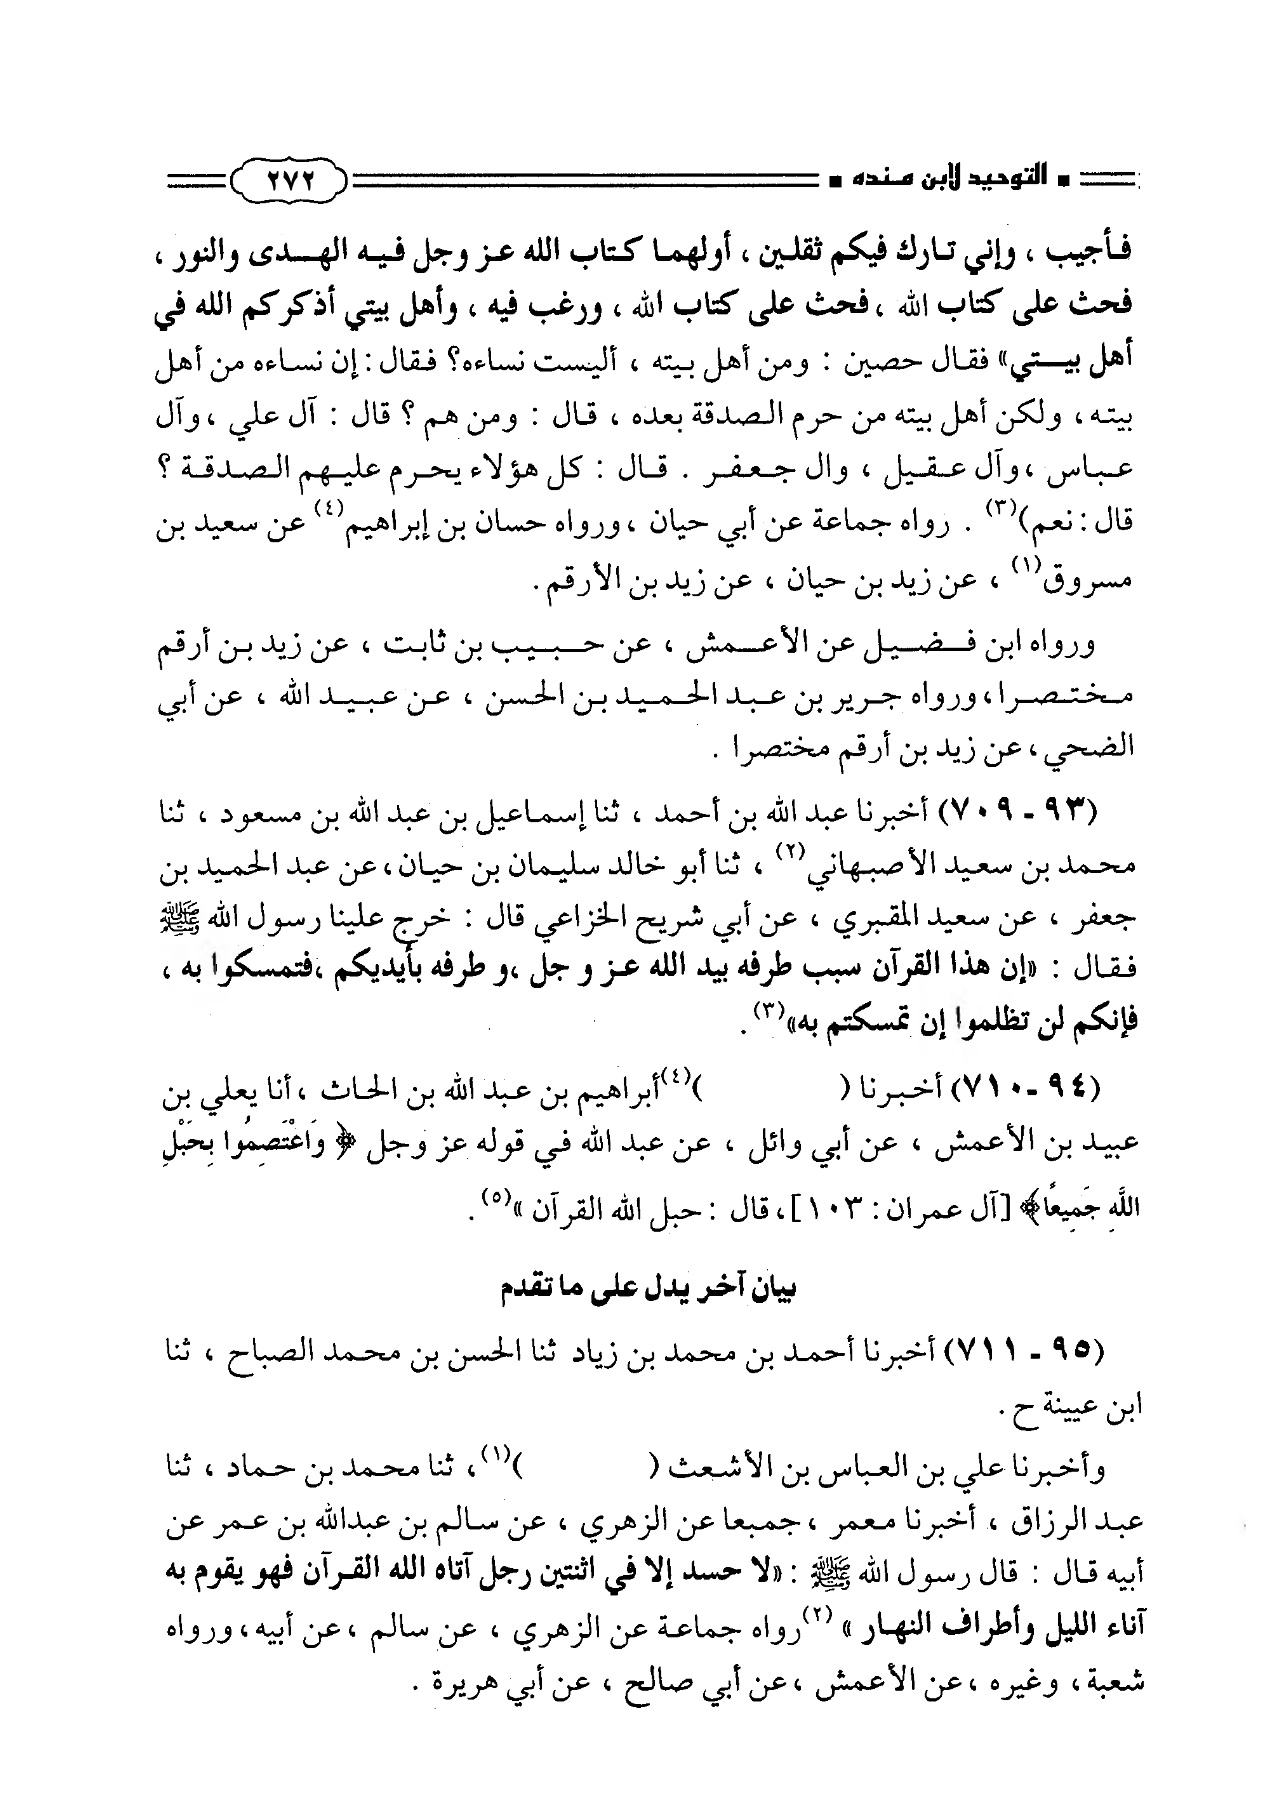 التوحيد لابن منده ٢٧٢
فأجيب ، وإني تارك فيكم ثقلين ، أولهما كتاب الله عز وجل فيه الهدى والنور ،
فحث على كتاب الله ، فحث على كتاب الله ، ورغب فيه ، وأهل بيتي أذكركم الله في
أهل بيتي» فقال حصين : ومن أهل بيته ، أليست نساءه؟ فقال : إن نساءه من أهل
بيته ، ولكن أهل بيته من حرم الصدقة بعده ، قال : ومن هم ؟ قال : آل علي ، وآل
عباس ، وآل عقيل ، وال جعفر . قال : كل هؤلاء يحرم عليهم الصدقة ؟
قال : نعم)(٣) . رواه جماعة عن أبي حيان ، ورواه حسان بن إبراهيم(٤) عن سعيد بن
مسروق(١) ، عن زيد بن حيان ، عن زيد بن الأرقم .
ورواه ابن فضيل عن الأعمش ، عن حبيب بن ثابت ، عن زيد بن أرقم
مختصرا ، ورواه جرير بن عبد الحميد بن الحسن ، عن عبيد الله ، عن أبي
الضحي ، عن زيد بن أرقم مختصرا .
(٩٣ - ٧٠٩) أخبرنا عبد الله بن أحمد ، ثنا إسماعيل بن عبد الله بن مسعود ، ثنا
محمد بن سعيد الأصبهاني(٢) ، ثنا أبو خالد سليمان بن حيان ، عن عبد الحميد بن
جعفر ، عن سعيد المقبري ، عن أبي شريح الخزاعي قال : خرج علينا رسول الله ﷺ
فقال : «إن هذا القرآن سبب طرفه بيد الله عز و جل ،و طرفه بأيديكم ،فتمسكوا به ،
فإنكم لن تظلموا إن تمسكتم به»(٣) .
(٩٤ -٧١٠) أخبرنا ( )(٤)أبراهيم بن عبد الله بن الحاث ، أنا يعلي بن
عبيد بن الأعمش ، عن أبي وائل ، عن عبد الله في قوله عز وجل ﴿ وَاعْتَصِمُوا بِحَبْلِ
اللَّهِ جَمِيعًا﴾ [آل عمران : ١٠٣] ، قال : حبل الله القرآن »(٥) .
بيان آخر يدل على ما تقدم
(٩٥ - ٧١١) أخبرنا أحمد بن محمد بن زياد ثنا الحسن بن محمد الصباح ، ثنا
ابن عيينة ح .
وأخبرنا علي بن العباس بن الأشعث ( )(١) ، ثنا محمد بن حماد ، ثنا
عبد الرزاق ، أخبرنا معمر ، جميعا عن الزهري ، عن سالم بن عبدالله بن عمر عن
أبيه قال : قال رسول الله ﷺ : «لا حسد إلا في اثنتين رجل آتاه الله القرآن فهو يقوم به
آناء الليل وأطراف النهار »(٢)رواه جماعة عن الزهري ، عن سالم ، عن أبيه ، ورواه
شعبة ، وغيره ، عن الأعمش ، عن أبي صالح ، عن أبي هريرة .